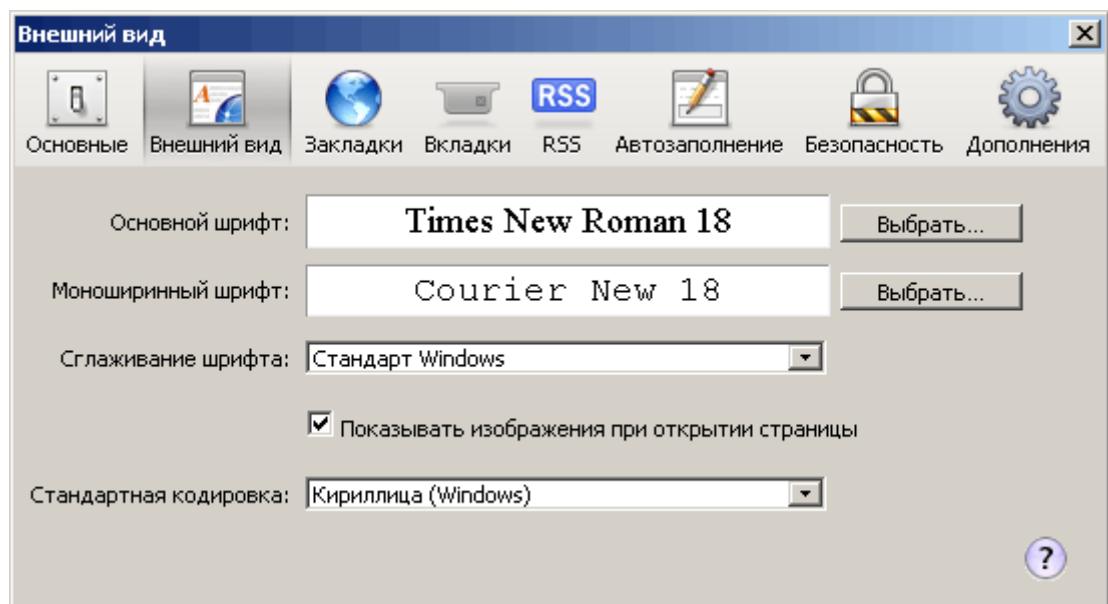 Внешний вид
RSS
Основные Внешний вид Закладки Вкладки RSS Автозаполнение Безопасность Дополнения
Основной шрифт: Times New Roman 18 Выбрать...
Моноширинный шрифт: Courier New 18 Выбрать...
Сглаживание шрифта: Стандарт Windows
Показывать изображения при открытии страницы
Стандартная кодировка: Кириллица (Windows)
?